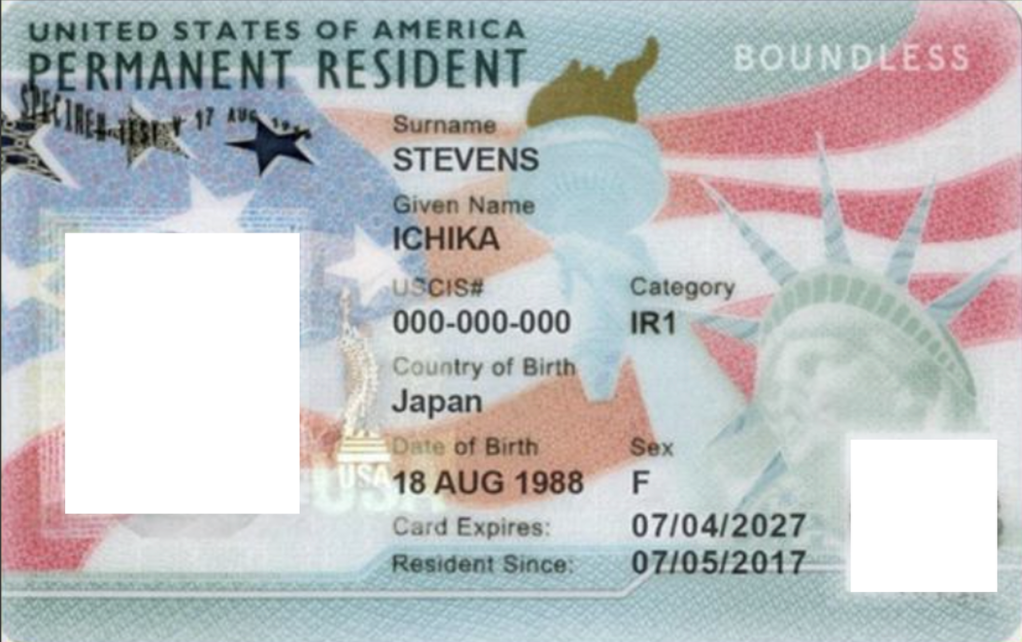 UNITED STATES OF AMERICA
PERMANENT RESIDENT
BOUNDLESS
SPECIMEN TEST V 17 AUG
Surname
STEVENS
Given Name
ICHIKA
USCIS# Category
000-000-000 IR1
Country of Birth
Japan
Date of Birth Sex
18 AUG 1988 F
USA
USA
Card Expires: 07/04/2027
Resident Since: 07/05/2017